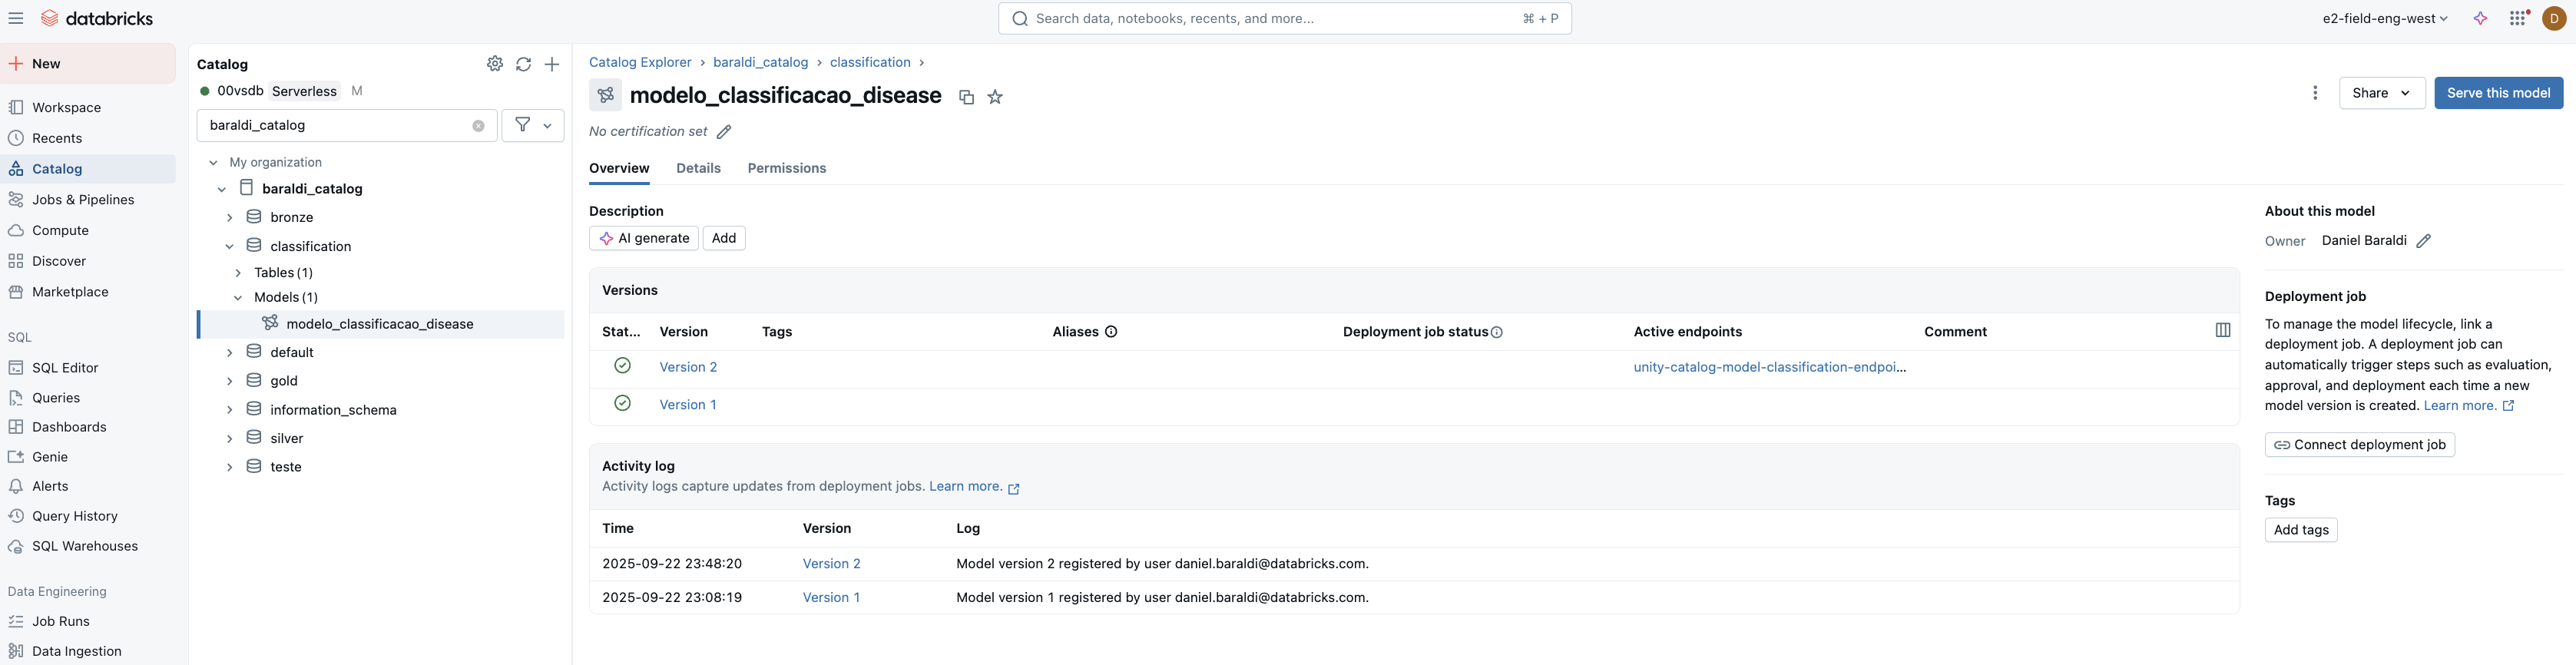 databricks
Search data, notebooks, recents, and more...
⌘ + P
e2-field-eng-west
D
New
Workspace
Recents
Catalog
Jobs & Pipelines
Compute
Discover
Marketplace
SQL
SQL Editor
Queries
Dashboards
Genie
Alerts
Query History
SQL Warehouses
Data Engineering
Job Runs
Data Ingestion
Catalog
00vsdb Serverless M
baraldi_catalog
My organization
baraldi_catalog
bronze
classification
Tables (1)
Models (1)
modelo_classificacao_disease
default
gold
information_schema
silver
teste
Catalog Explorer › baraldi_catalog › classification ›
modelo_classificacao_disease
Share
Serve this model
No certification set
Overview Details Permissions
Description
AI generate Add
Versions
Stat... Version Tags Aliases Deployment job status Active endpoints Comment
Version 2 unity-catalog-model-classification-endpoi...
Version 1
Activity log
Activity logs capture updates from deployment jobs. Learn more.
Time Version Log
2025-09-22 23:48:20 Version 2 Model version 2 registered by user daniel.baraldi@databricks.com.
2025-09-22 23:08:19 Version 1 Model version 1 registered by user daniel.baraldi@databricks.com.
About this model
Owner Daniel Baraldi
Deployment job
To manage the model lifecycle, link a
deployment job. A deployment job can
automatically trigger steps such as evaluation,
approval, and deployment each time a new
model version is created. Learn more.
Connect deployment job
Tags
Add tags